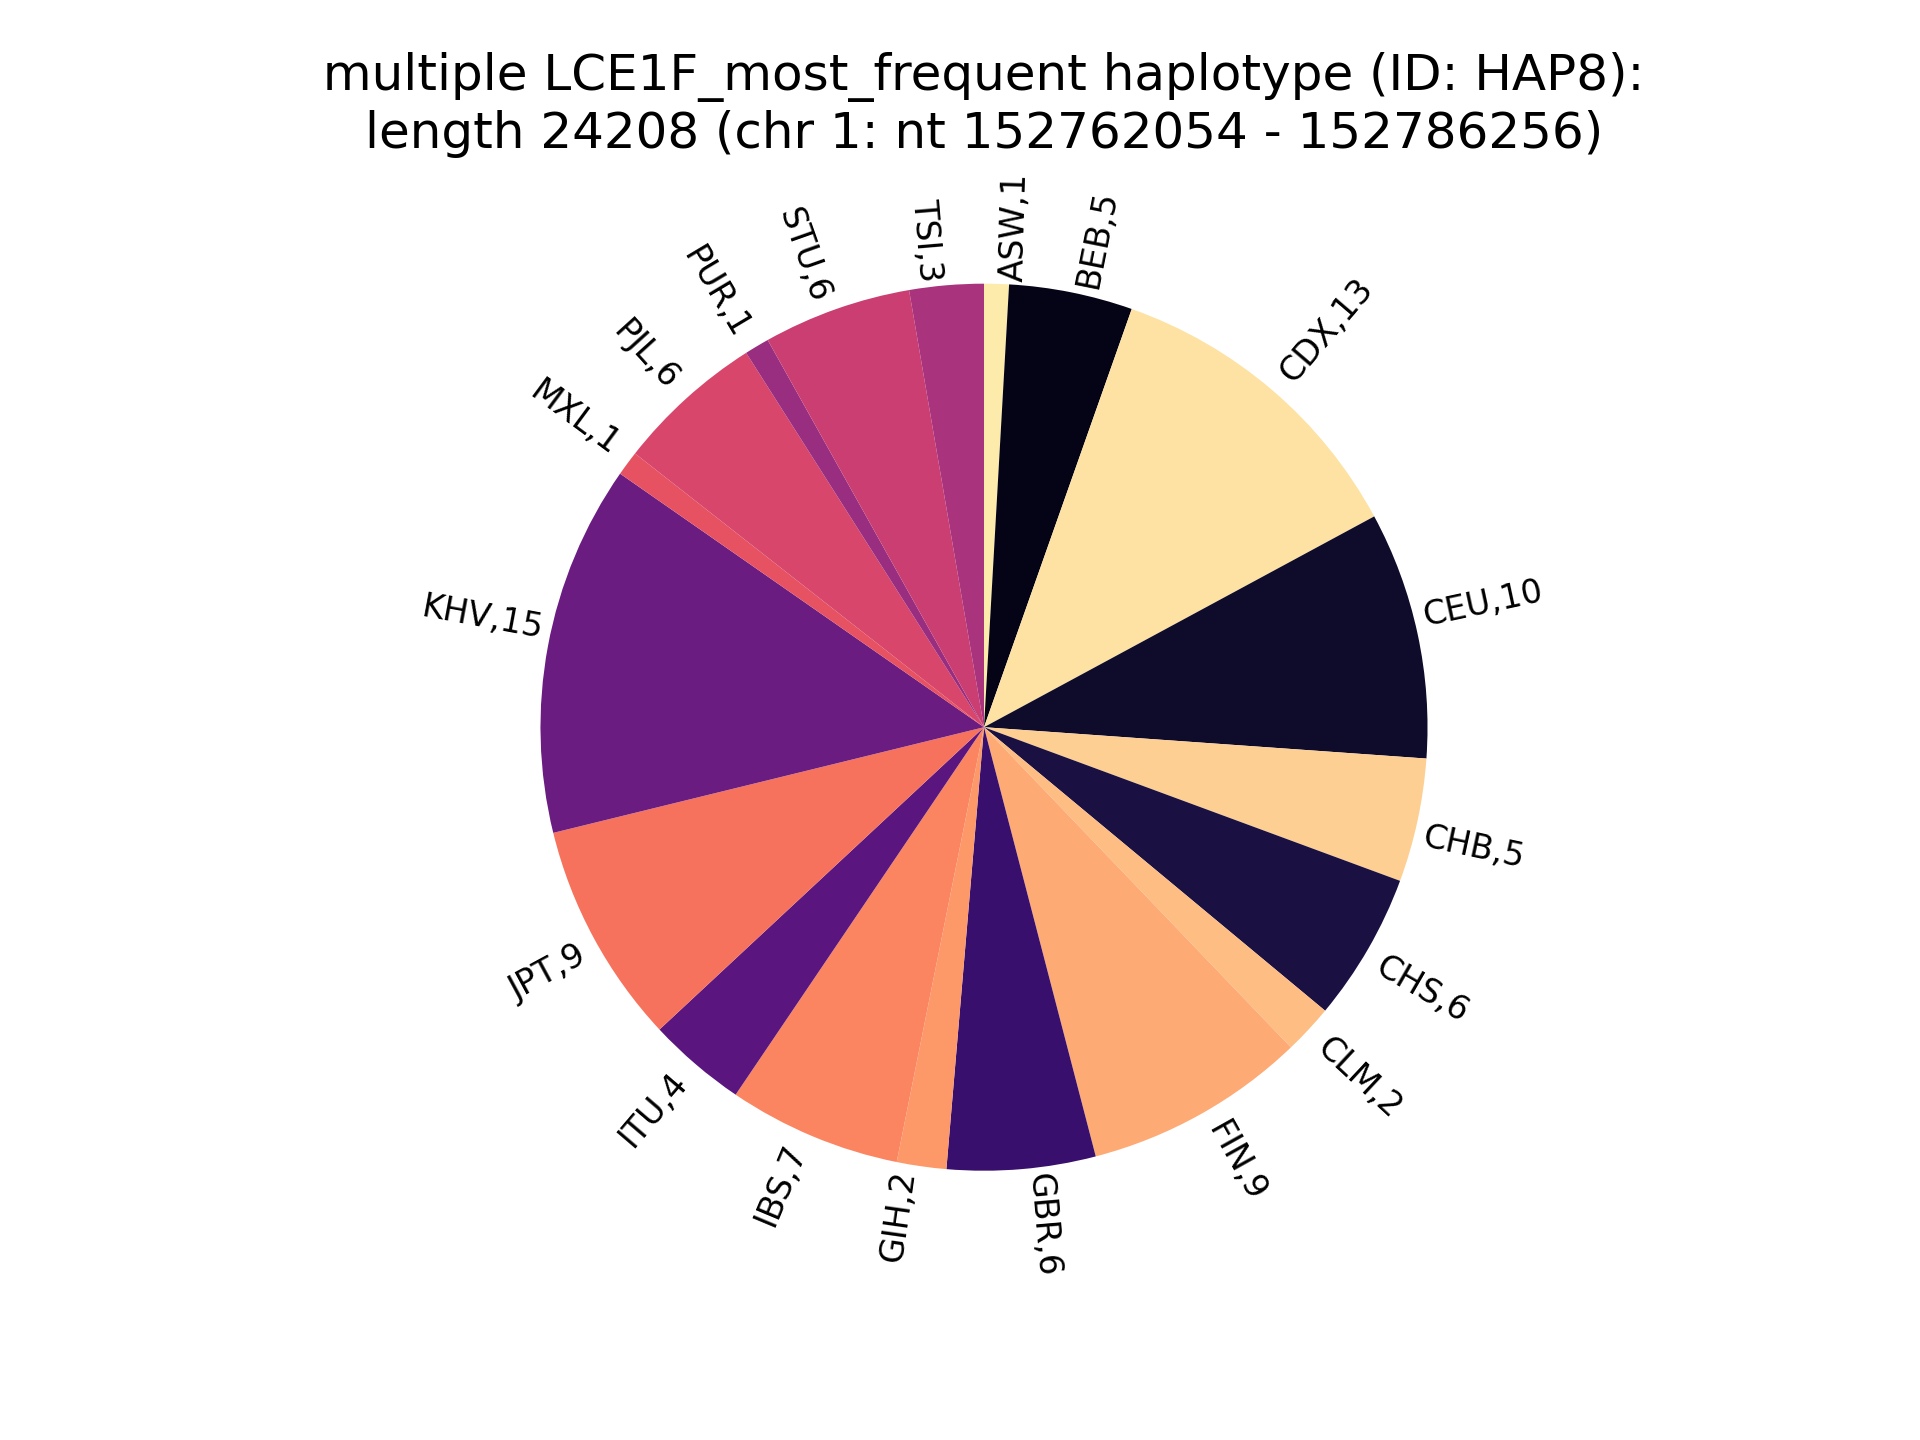 multiple LCE1F_most_frequent haplotype (ID: HAP8):
length 24208 (chr 1: nt 152762054 - 152786256)
ASW,1
BEB,5
CDX,13
CEU,10
CHB,5
CHS,6
CLM,2
FIN,9
GBR,6
GIH,2
IBS,7
ITU,4
JPT,9
KHV,15
MXL,1
PJL,6
PUR,1
STU,6
TSI,3